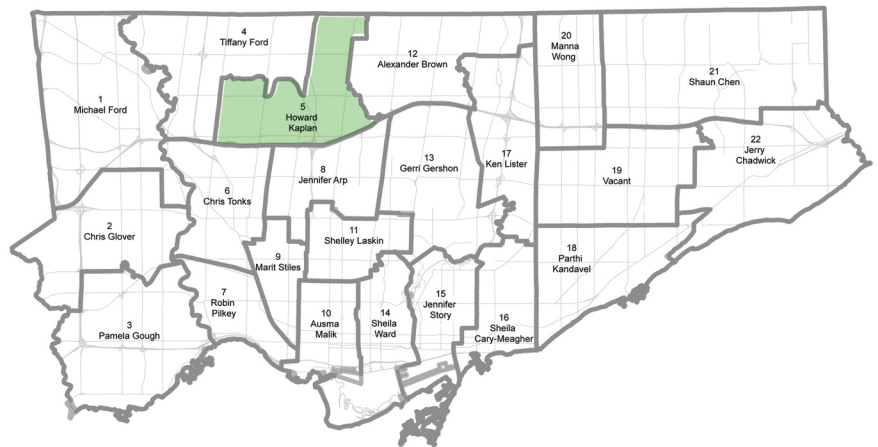 4
Tiffany Ford
12
Alexander Brown
20
Manna
Wong
21
Shaun Chen
1
Michael Ford
5
Howard
Kaplan
22
Jerry
Chadwick
17
Ken Lister
13
Gerri Gershon
8
Jennifer Arp
19
Vacant
6
Chris Tonks
2
Chris Glover
11
Shelley Laskin
18
Parthi
Kandavel
9
Marit Stiles
7
Robin
Pilkey
15
Jennifer
Story
10
Ausma
Malik
14
Sheila
Ward
16
Sheila
Cary-Meagher
3
Pamela Gough